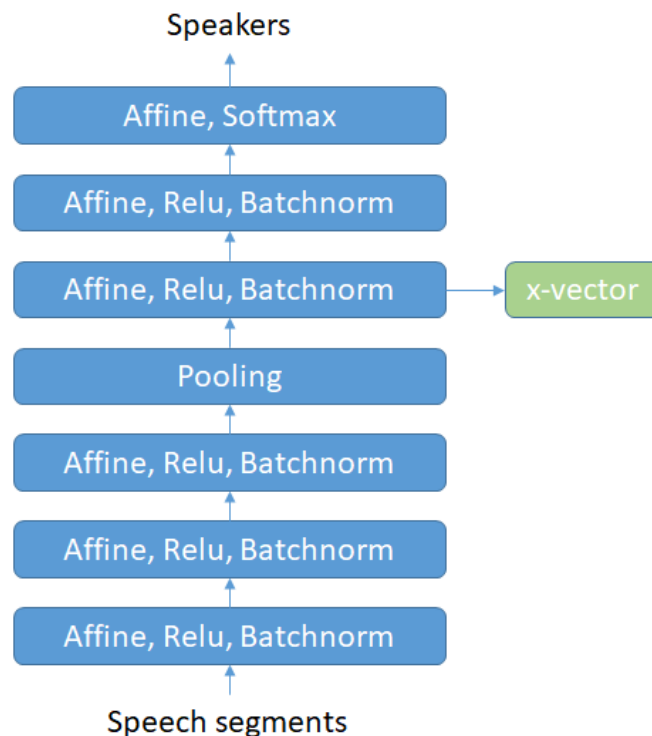 Speakers
Affine, Softmax
Affine, Relu, Batchnorm
Affine, Relu, Batchnorm
x-vector
Pooling
Affine, Relu, Batchnorm
Affine, Relu, Batchnorm
Affine, Relu, Batchnorm
Speech segments